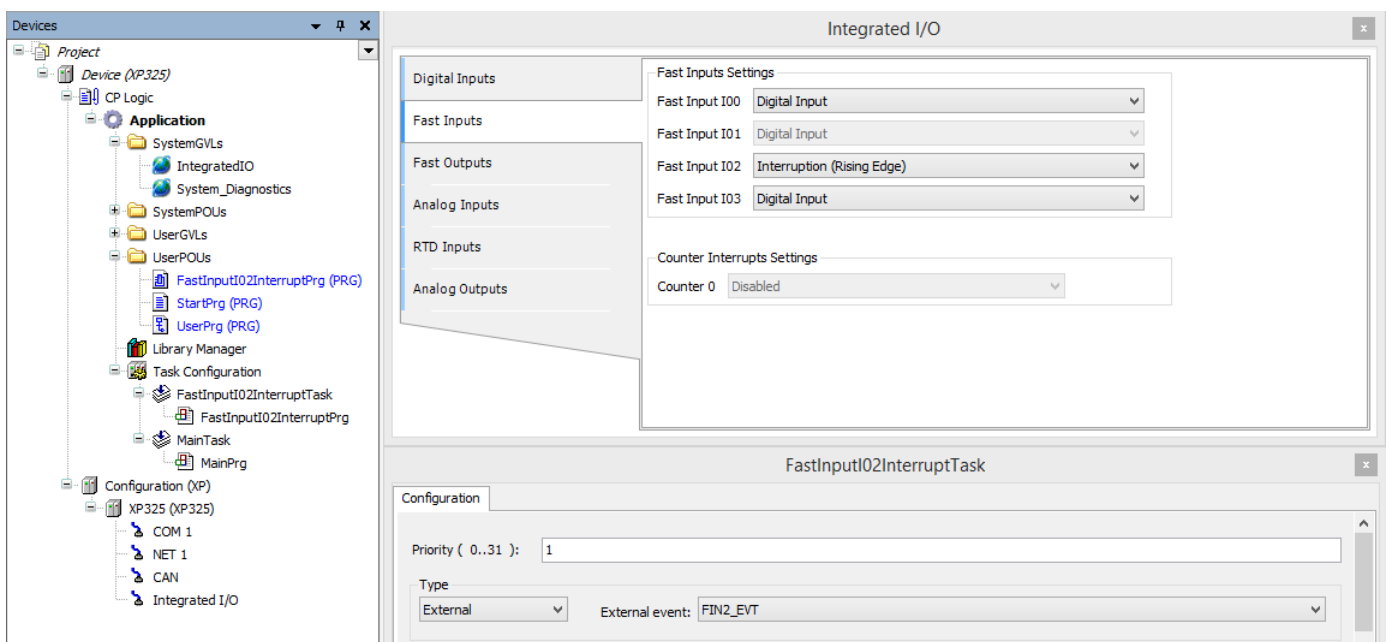 Devices
Project
Device (XP325)
CP Logic
Application
SystemGVLs
IntegratedIO
System_Diagnostics
SystemPOUs
UserGVLs
UserPOUs
FastInputI02InterruptPrg (PRG)
StartPrg (PRG)
UserPrg (PRG)
Library Manager
Task Configuration
FastInputI02InterruptTask
FastInputI02InterruptPrg
MainTask
MainPrg
Configuration (XP)
XP325 (XP325)
COM 1
NET 1
CAN
Integrated I/O
Integrated I/O
Digital Inputs
Fast Inputs
Fast Outputs
Analog Inputs
RTD Inputs
Analog Outputs
Fast Inputs Settings
Fast Input I00 Digital Input
Fast Input I01 Digital Input
Fast Input I02 Interruption (Rising Edge)
Fast Input I03 Digital Input
Counter Interrupts Settings
Counter 0 Disabled
FastInputI02InterruptTask
Configuration
Priority ( 0..31 ): 1
Type
External External event: FIN2_EVT